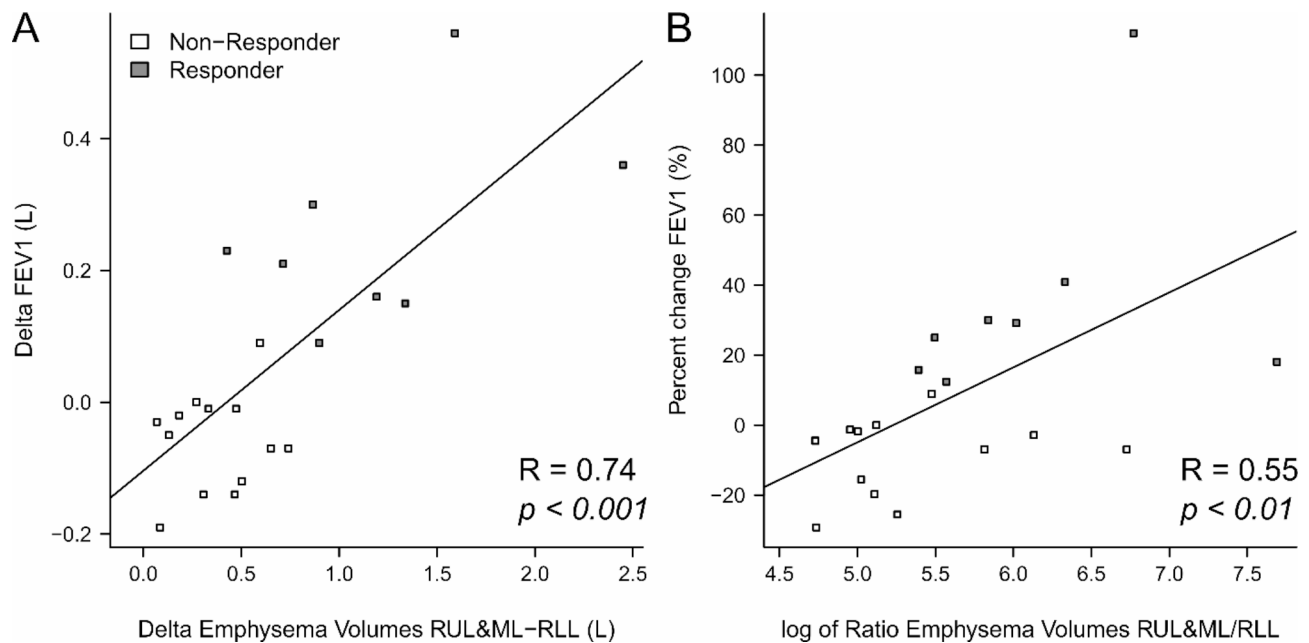 A
Non−Responder
Responder
Delta FEV1 (L)
0.4
0.2
0.0
−0.2
R = 0.74
p < 0.001
0.0 0.5 1.0 1.5 2.0 2.5
Delta Emphysema Volumes RUL&ML−RLL (L)
B
Percent change FEV1 (%)
100
80
60
40
20
0
−20
R = 0.55
p < 0.01
4.5 5.0 5.5 6.0 6.5 7.0 7.5
log of Ratio Emphysema Volumes RUL&ML/RLL